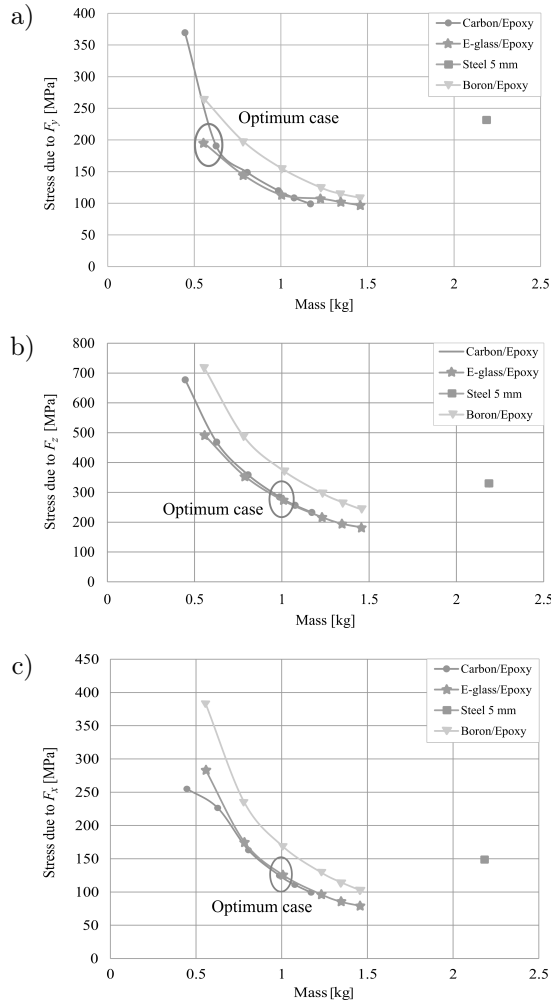 a)
400
350
300
250
200
150
100
50
0
Stress due to Fy [MPa]
Carbon/Epoxy
E-glass/Epoxy
Steel 5 mm
Boron/Epoxy
Optimum case
0 0.5 1 1.5 2 2.5
Mass [kg]
b)
800
700
600
500
400
300
200
100
0
Stress due to Fz [MPa]
Carbon/Epoxy
E-glass/Epoxy
Steel 5 mm
Boron/Epoxy
Optimum case
0 0.5 1 1.5 2 2.5
Mass [kg]
c)
450
400
350
300
250
200
150
100
50
0
Stress due to Fx [MPa]
Carbon/Epoxy
E-glass/Epoxy
Steel 5 mm
Boron/Epoxy
Optimum case
0 0.5 1 1.5 2 2.5
Mass [kg]